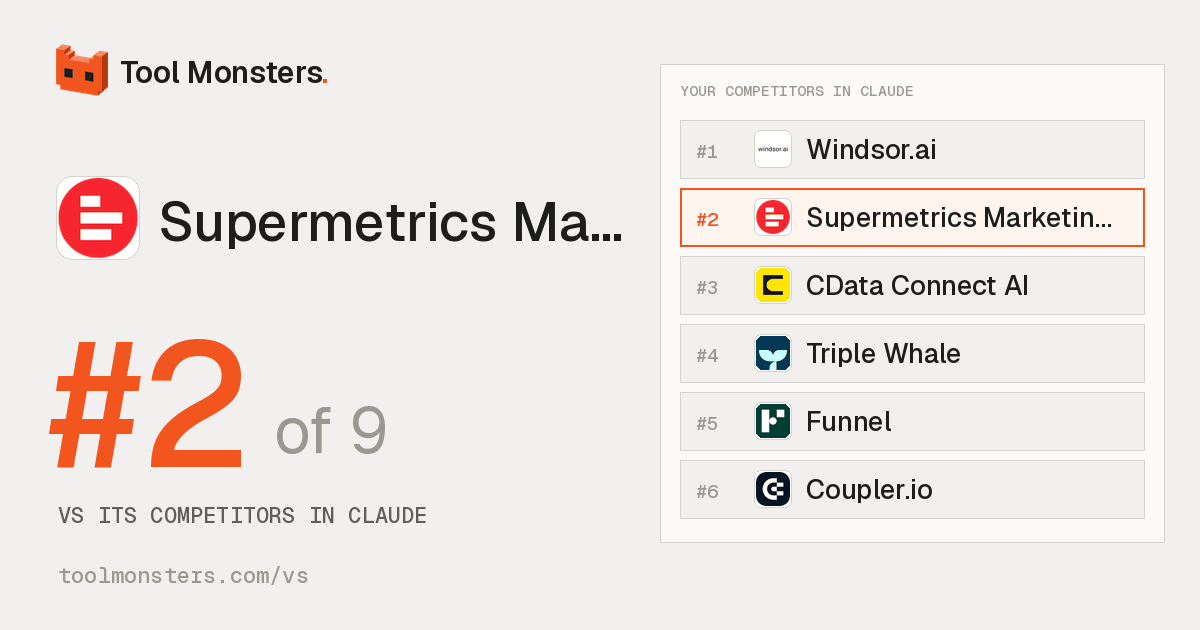 Tool Monsters.
Supermetrics Ma...
#2 of 9
VS ITS COMPETITORS IN CLAUDE
toolmonsters.com/vs
YOUR COMPETITORS IN CLAUDE
#1 windsor.ai Windsor.ai
#2 Supermetrics Marketin...
#3 CData Connect AI
#4 Triple Whale
#5 Funnel
#6 Coupler.io